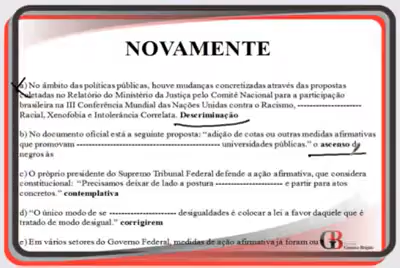 NOVAMENTE
a) No âmbito das políticas públicas, houve mudanças concretizadas através das propostas
coletadas no Relatório do Ministério da Justiça pelo Comitê Nacional para a participação
brasileira na III Conferência Mundial das Nações Unidas contra o Racismo, ----------------------
Racial, Xenofobia e Intolerância Correlata. Descriminação
b) No documento oficial está a seguinte proposta: “adição de cotas ou outras medidas afirmativas
que promovam ---------------------------------------- universidades públicas.” o ascenso de
negros às
c) O próprio presidente do Supremo Tribunal Federal defende a ação afirmativa, que considera
constitucional: “Precisamos deixar de lado a postura ----------------------- e partir para atos
concretos.” contemplativa
d) “O único modo de se ----------------------- desigualdades é colocar a lei a favor daquele que é
tratado de modo desigual.” corrigirem
e) Em vários setores do Governo Federal, medidas de ação afirmativa já foram ou